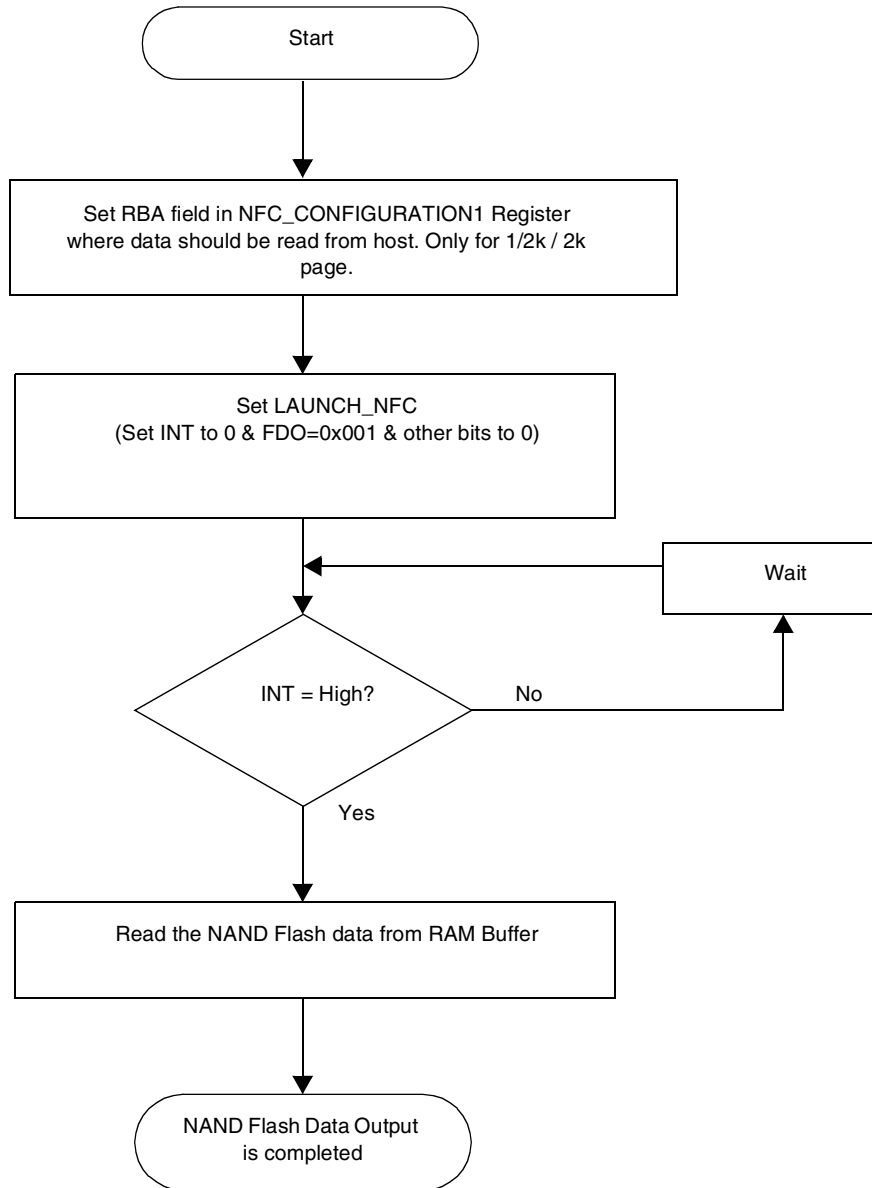 Start
Set RBA field in NFC_CONFIGURATION1 Register
where data should be read from host. Only for 1/2k / 2k
page.
Set LAUNCH_NFC
(Set INT to 0 & FDO=0x001 & other bits to 0)
Wait
INT = High?
No
Yes
Read the NAND Flash data from RAM Buffer
NAND Flash Data Output
is completed